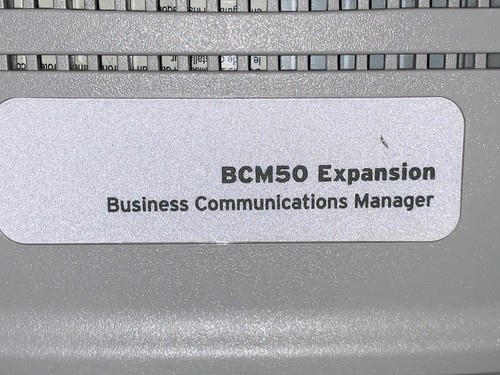 BCM50 Expansion
Business Communications Manager